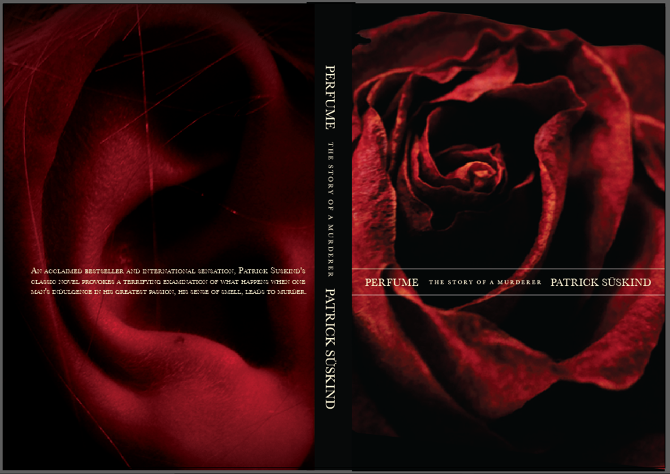 An acclaimed bestseller and international sensation, Patrick Süskind's
classic novel provokes a terrifying examination of what happens when one
man's indulgence in his greatest passion, his sense of smell, leads to murder.
PERFUME THE STORY OF A MURDERER PATRICK SÜSKIND
PERFUME THE STORY OF A MURDERER PATRICK SÜSKIND